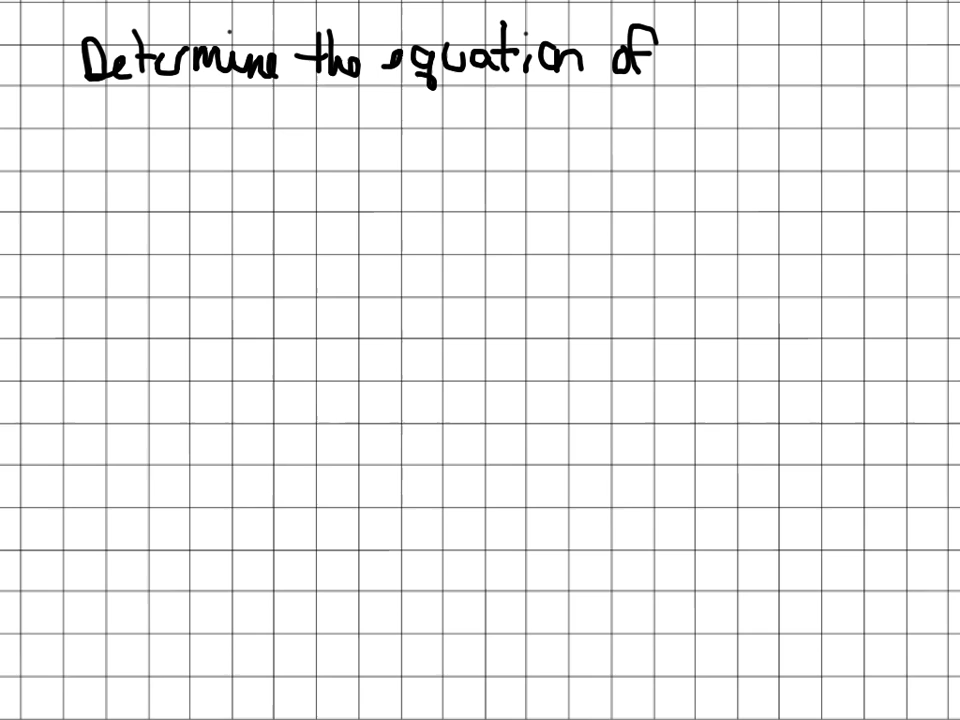 Determine the equation of